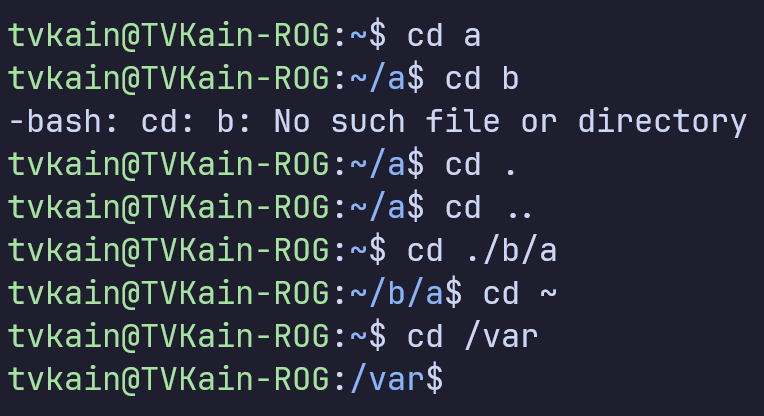 tvkain@TVKain-ROG:~$ cd a
tvkain@TVKain-ROG:~/a$ cd b
-bash: cd: b: No such file or directory
tvkain@TVKain-ROG:~/a$ cd .
tvkain@TVKain-ROG:~/a$ cd ..
tvkain@TVKain-ROG:~$ cd ./b/a
tvkain@TVKain-ROG:~/b/a$ cd ~
tvkain@TVKain-ROG:~$ cd /var
tvkain@TVKain-ROG:/var$